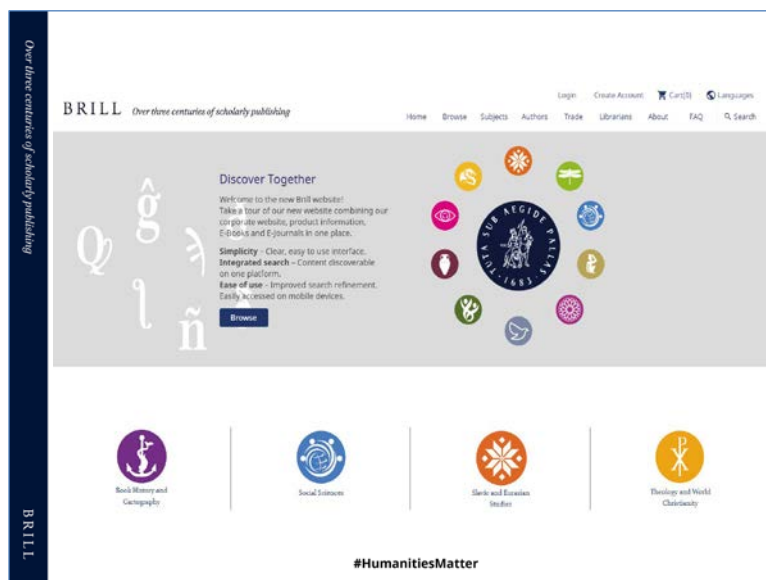 Over three centuries of scholarly publishing
BRILL
Login Create Account Cart(0) Languages
BRILL Over three centuries of scholarly publishing
Home Browse Subjects Authors Trade Librarians About FAQ Search
Discover Together
Welcome to the new Brill website!
Take a tour of our new website combining our
corporate website, product information,
E-Books and E-Journals in one place.
Simplicity - Clear, easy to use interface.
Integrated search – Content discoverable
on one platform.
Ease of use - Improved search refinement.
Easily accessed on mobile devices.
Browse
Q ĝ l ñ
TUTA SUB AEGIDE PALLAS · 1683 ·
Book History and
Cartography
Social Sciences
Slavic and Eurasian
Studies
Theology and World
Christianity
#HumanitiesMatter